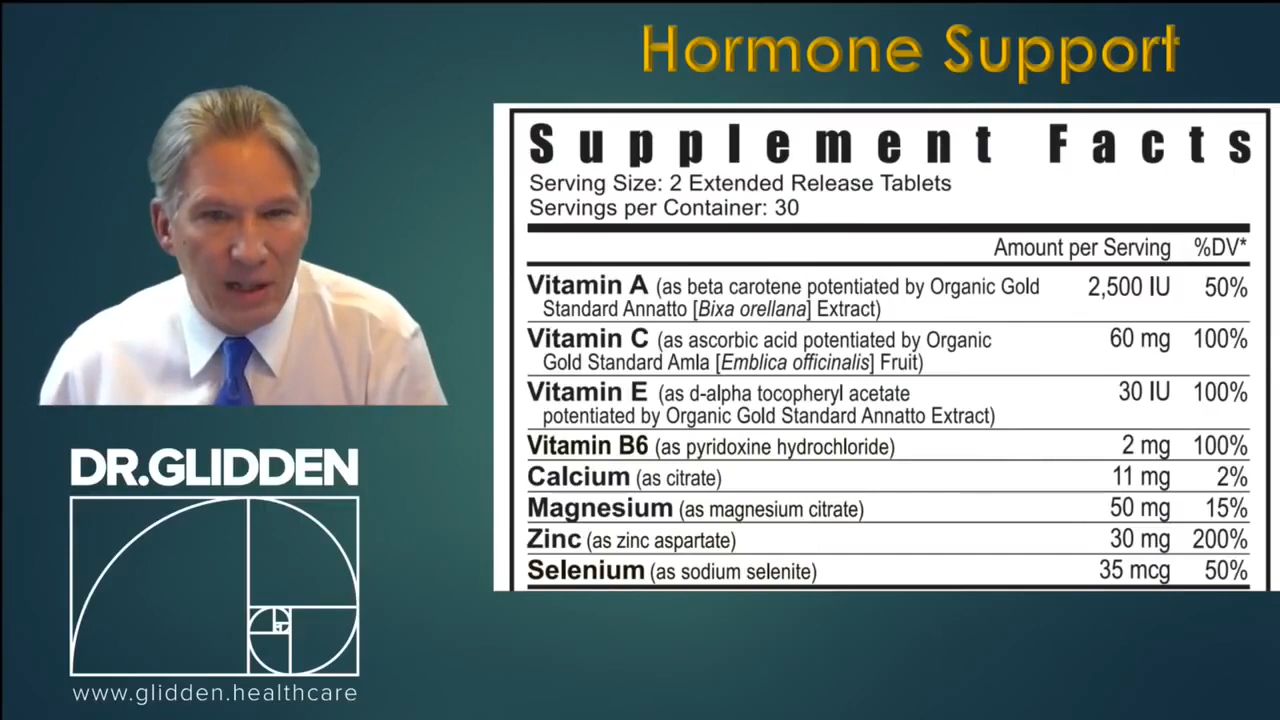 Hormone Support
Supplement Facts
Serving Size: 2 Extended Release Tablets
Servings per Container: 30
Amount per Serving %DV*
Vitamin A (as beta carotene potentiated by Organic Gold 2,500 IU 50%
Standard Annatto [Bixa orellana] Extract)
Vitamin C (as ascorbic acid potentiated by Organic 60 mg 100%
Gold Standard Amla [Emblica officinalis] Fruit)
Vitamin E (as d-alpha tocopheryl acetate 30 IU 100%
potentiated by Organic Gold Standard Annatto Extract)
Vitamin B6 (as pyridoxine hydrochloride) 2 mg 100%
Calcium (as citrate) 11 mg 2%
Magnesium (as magnesium citrate) 50 mg 15%
Zinc (as zinc aspartate) 30 mg 200%
Selenium (as sodium selenite) 35 mcg 50%
DR.GLIDDEN
www.glidden.healthcare